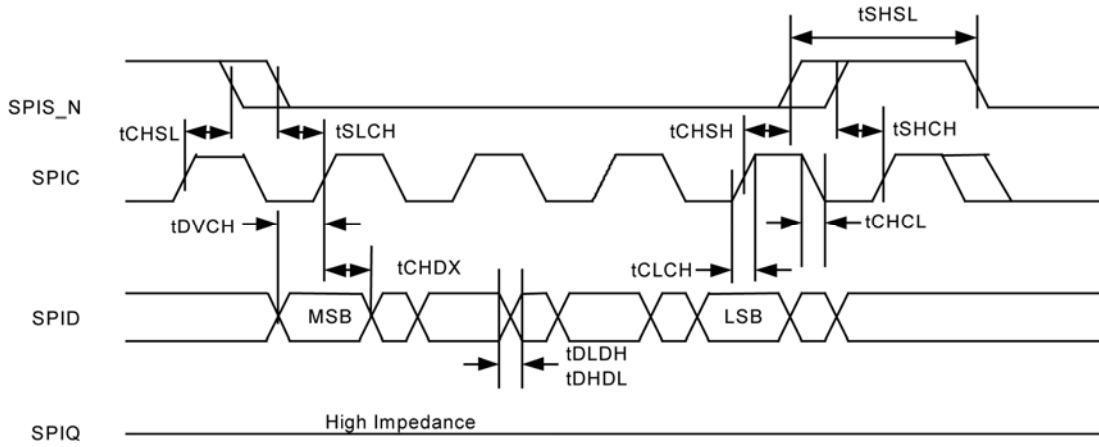 tSHSL
SPIS_N
tCHSL
tSLCH
tCHSH
tSHCH
SPIC
tDVCH
tCHCL
tCHDX
tCLCH
SPID
MSB
LSB
tDLDH
tDHDL
High Impedance
SPIQ